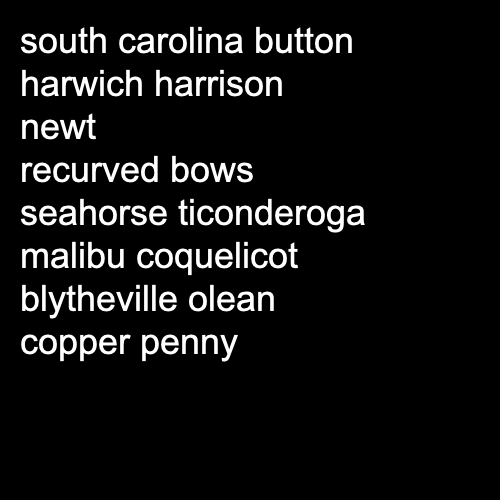 south carolina button
harwich harrison
newt
recurved bows
seahorse ticonderoga
malibu coquelicot
blytheville olean
copper penny